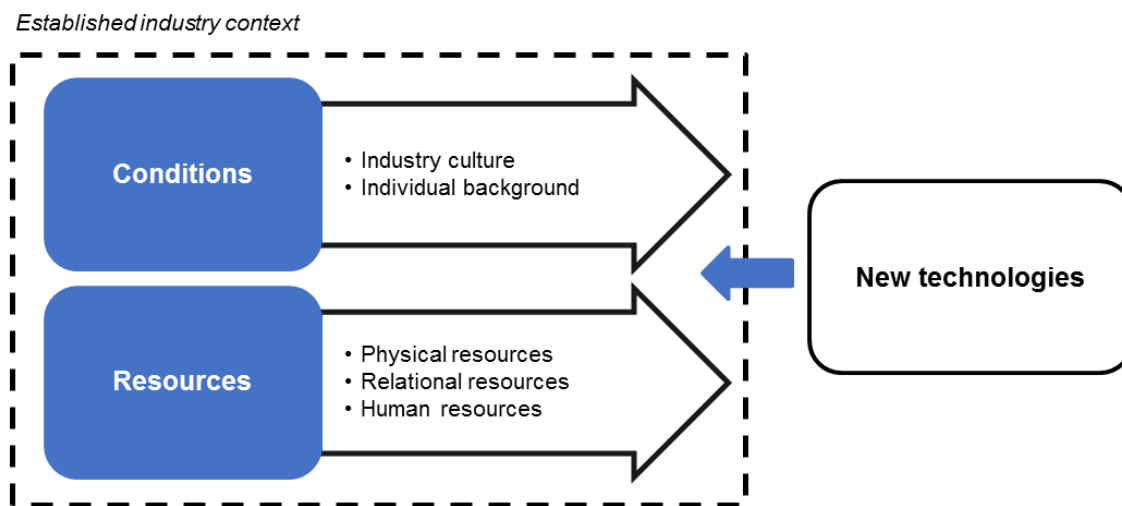 Established industry context
Conditions
• Industry culture
• Individual background
New technologies
Resources
• Physical resources
• Relational resources
• Human resources